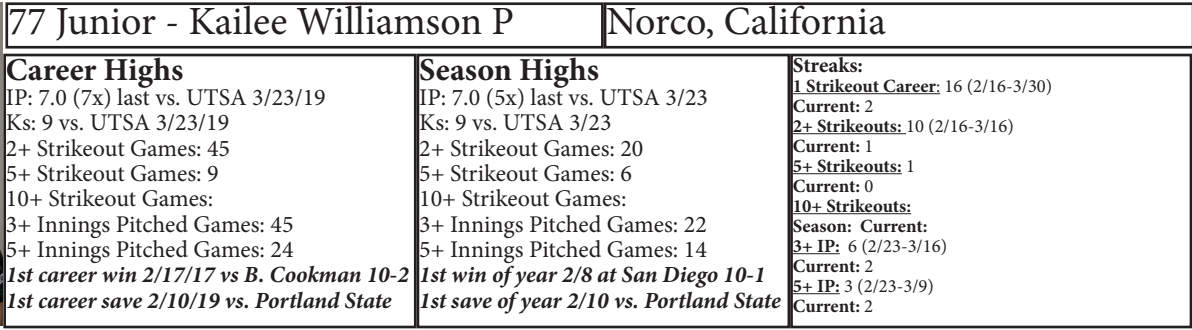 77 Junior - Kailee Williamson P
Norco, California
Career Highs
IP: 7.0 (7x) last vs. UTSA 3/23/19
Ks: 9 vs. UTSA 3/23/19
2+ Strikeout Games: 45
5+ Strikeout Games: 9
10+ Strikeout Games:
3+ Innings Pitched Games: 45
5+ Innings Pitched Games: 24
1st career win 2/17/17 vs B. Cookman 10-2
1st career save 2/10/19 vs. Portland State
Season Highs
IP: 7.0 (5x) last vs. UTSA 3/23
Ks: 9 vs. UTSA 3/23
2+ Strikeout Games: 20
5+ Strikeout Games: 6
10+ Strikeout Games:
3+ Innings Pitched Games: 22
5+ Innings Pitched Games: 14
1st win of year 2/8 at San Diego 10-1
1st save of year 2/10 vs. Portland State
Streaks:
1 Strikeout Career: 16 (2/16-3/30)
Current: 2
2+ Strikeouts: 10 (2/16-3/16)
Current: 1
5+ Strikeouts: 1
Current: 0
10+ Strikeouts:
Season: Current:
3+ IP: 6 (2/23-3/16)
Current: 2
5+ IP: 3 (2/23-3/9)
Current: 2